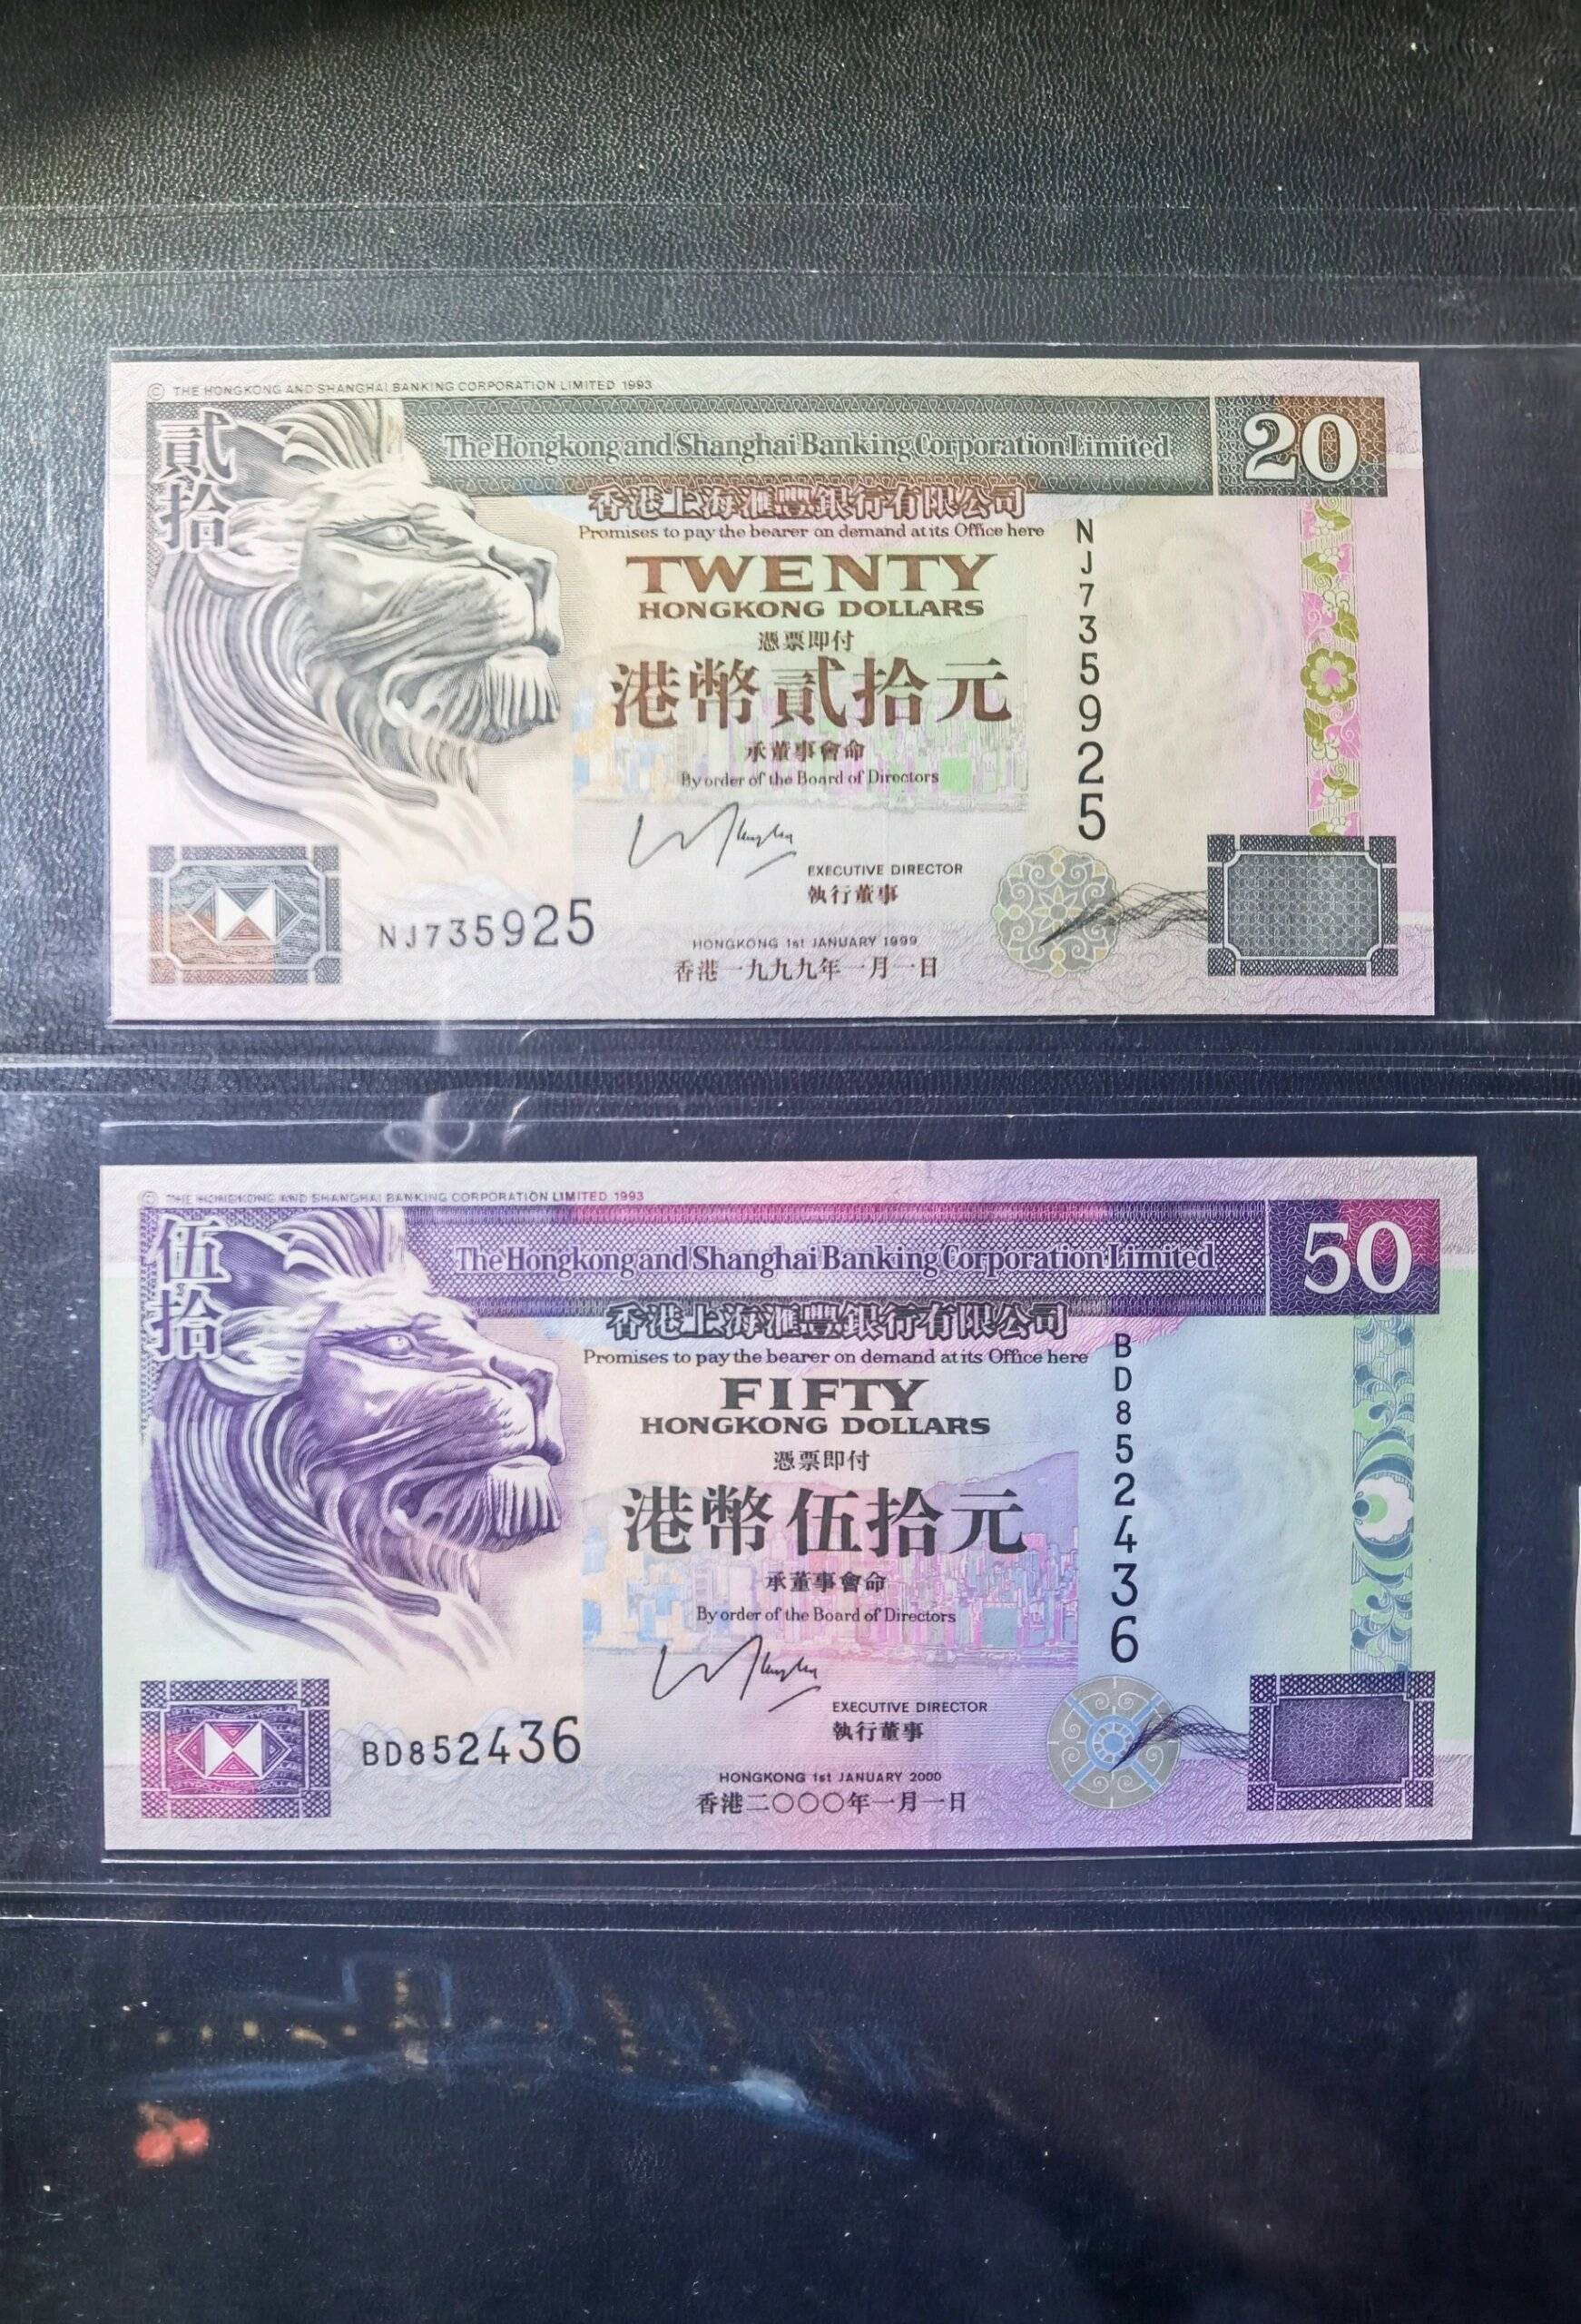 © THE HONGKONG AND SHANGHAI BANKING CORPORATION LIMITED 1993
貳拾
The Hongkong and Shanghai Banking Corporation Limited
20
香港上海滙豐銀行有限公司
Promises to pay the bearer on demand at its Office here
NJ735925
TWENTY
HONGKONG DOLLARS
憑票即付
港幣貳拾元
承董事會命
By order of the Board of Directors
EXECUTIVE DIRECTOR
執行董事
NJ735925
HONGKONG 1st JANUARY 1999
香港一九九九年一月一日
© THE HONGKONG AND SHANGHAI BANKING CORPORATION LIMITED 1993
伍拾
The Hongkong and Shanghai Banking Corporation Limited
50
香港上海滙豐銀行有限公司
Promises to pay the bearer on demand at its Office here
BD852436
FIFTY
HONGKONG DOLLARS
憑票即付
港幣伍拾元
承董事會命
By order of the Board of Directors
EXECUTIVE DIRECTOR
執行董事
BD852436
HONGKONG 1st JANUARY 2000
香港二〇〇〇年一月一日